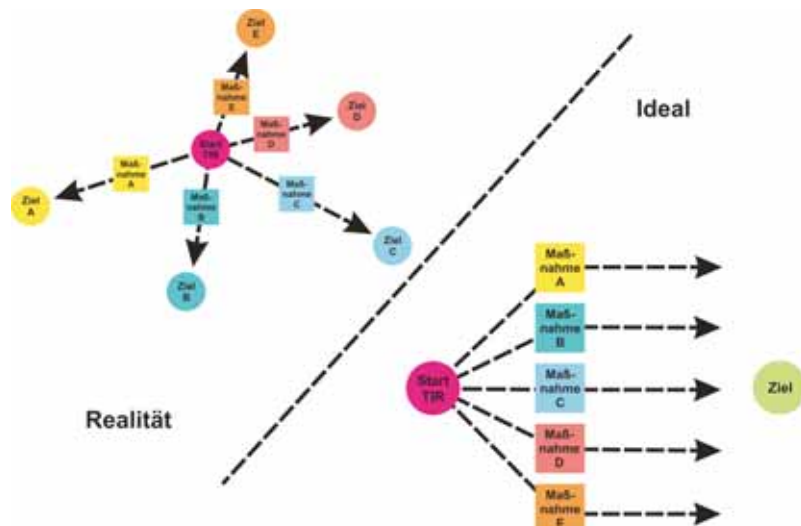 Ziel
E
Maß-
nahme
E
Ziel
D
Maß-
nahme
D
Start
TIR
Maß-
nahme
A
Ziel
A
Maß-
nahme
B
Maß-
nahme
C
Ziel
C
Ziel
B
Realität
Ideal
Maß-
nahme
A
Maß-
nahme
B
Start
TIR
Maß-
nahme
C
Ziel
Maß-
nahme
D
Maß-
nahme